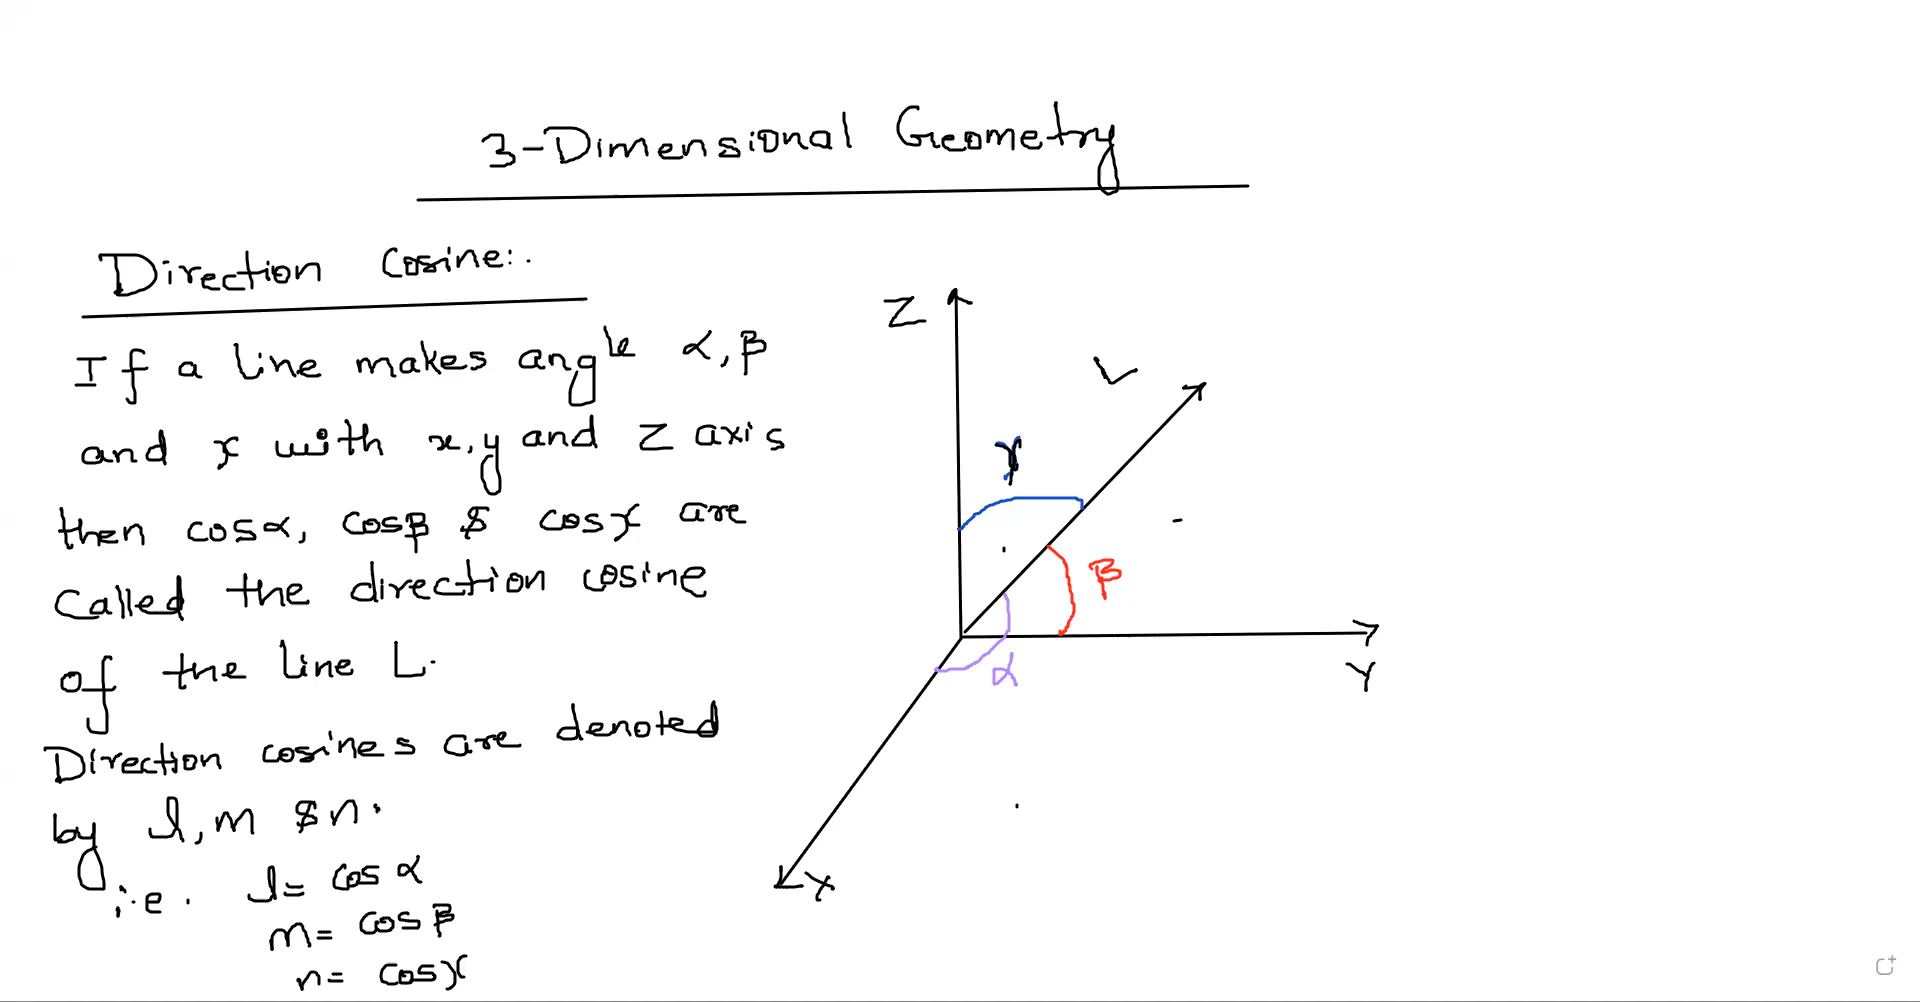 3-Dimensional Geometry
Direction Cosine:.
If a line makes angle α, β
and γ with x, y and z axis
then cosα, cosβ & cosγ are
Called the direction cosine
of the line L.
Direction cosines are denoted
by l, m & n.
i.e. l = cos α
m = cos β
n = cos γ
Z
L
γ
β
α
Y
X